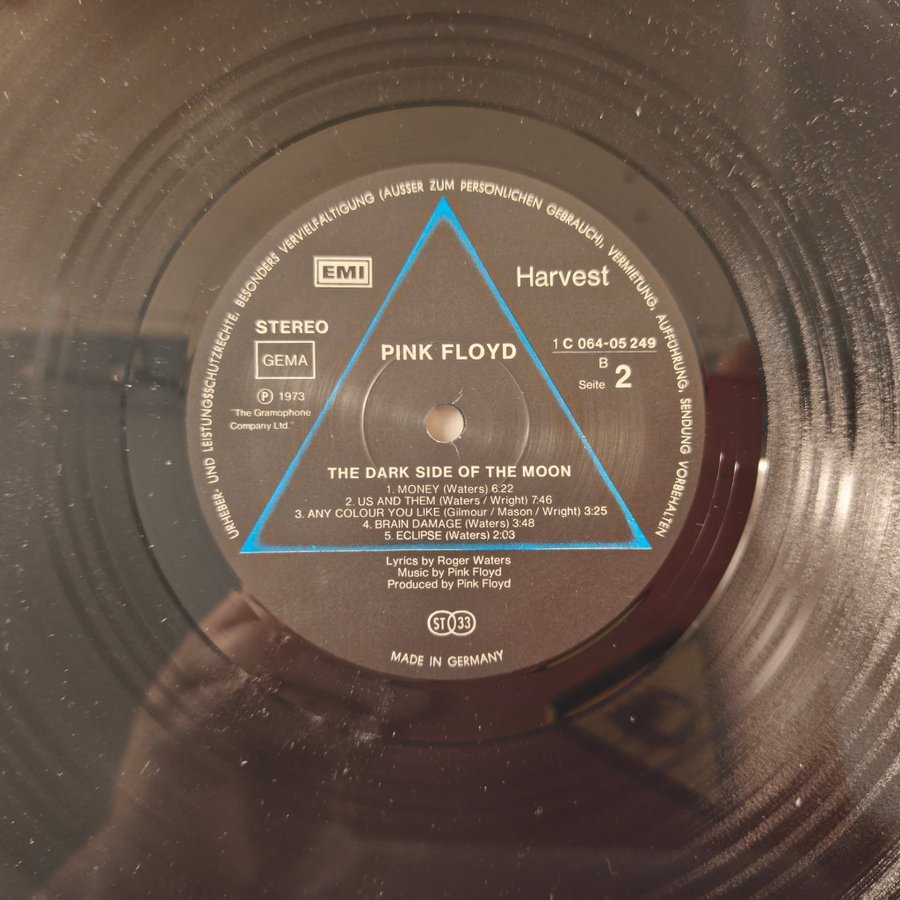 URHEBER- UND LEISTUNGSSCHUTZRECHTE, BESONDERS VERVIELFÄLTIGUNG (AUSSER ZUM PERSÖNLICHEN GEBRAUCH), VERMIETUNG, AUFFÜHRUNG, SENDUNG VORBEHALTEN
EMI
Harvest
STEREO
GEMA
Ⓟ 1973
"The Gramophone
Company Ltd."
PINK FLOYD
1 C 064-05 249
B
Seite 2
THE DARK SIDE OF THE MOON
1. MONEY (Waters) 6.22
2. US AND THEM (Waters / Wright) 7:46
3. ANY COLOUR YOU LIKE (Gilmour / Mason / Wright) 3:25
4. BRAIN DAMAGE (Waters) 3:48
5. ECLIPSE (Waters) 2:03
Lyrics by Roger Waters
Music by Pink Floyd
Produced by Pink Floyd
ST 33
MADE IN GERMANY